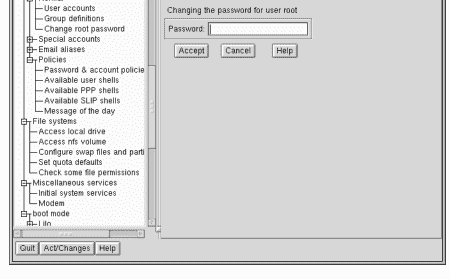 User accounts
Group definitions
Change root password
Special accounts
Email aliases
Policies
Password & account policie
Available user shells
Available PPP shells
Available SLIP shells
Message of the day
File systems
Access local drive
Access nfs volume
Configure swap files and parti
Set quota defaults
Check some file permissions
Miscellaneous services
Initial system services
Modem
boot mode
Lilo
Quit Act/Changes Help
Changing the password for user root
Password:
Accept Cancel Help